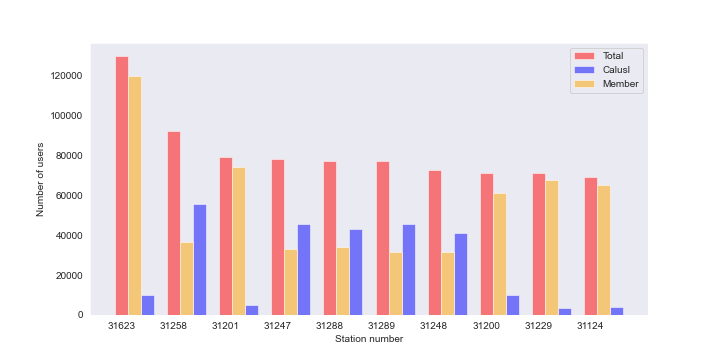 Total
Calusl
Member
120000
100000
80000
60000
40000
20000
0
Number of users
31623 31258 31201 31247 31288 31289 31248 31200 31229 31124
Station number